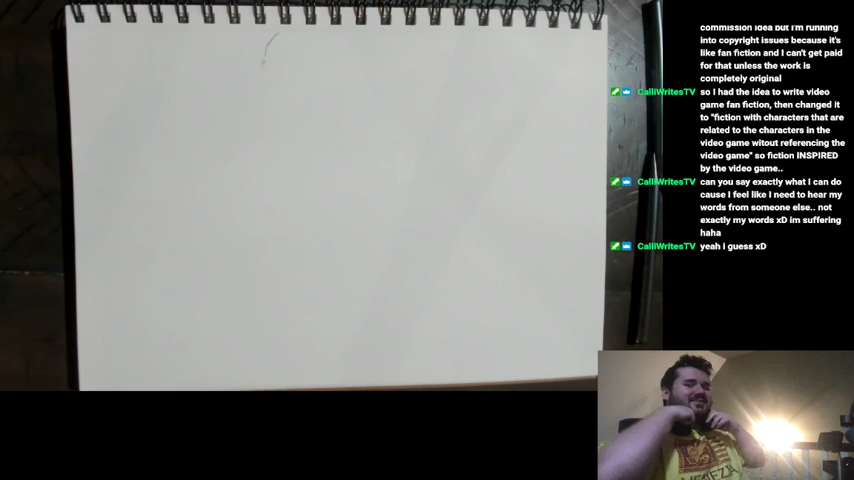 commission idea but I'm running
into copyright issues because it's
like fan fiction and I can't get paid
for that unless the work is
completely original
CalliWritesTV so I had the idea to write video
game fan fiction, then changed it
to "fiction with characters that are
related to the characters in the
video game witout referencing the
video game" so fiction INSPIRED
by the video game..
CalliWritesTV can you say exactly what I can do
cause I feel like I need to hear my
words from someone else.. not
exactly my words xD im suffering
haha
CalliWritesTV yeah i guess xD